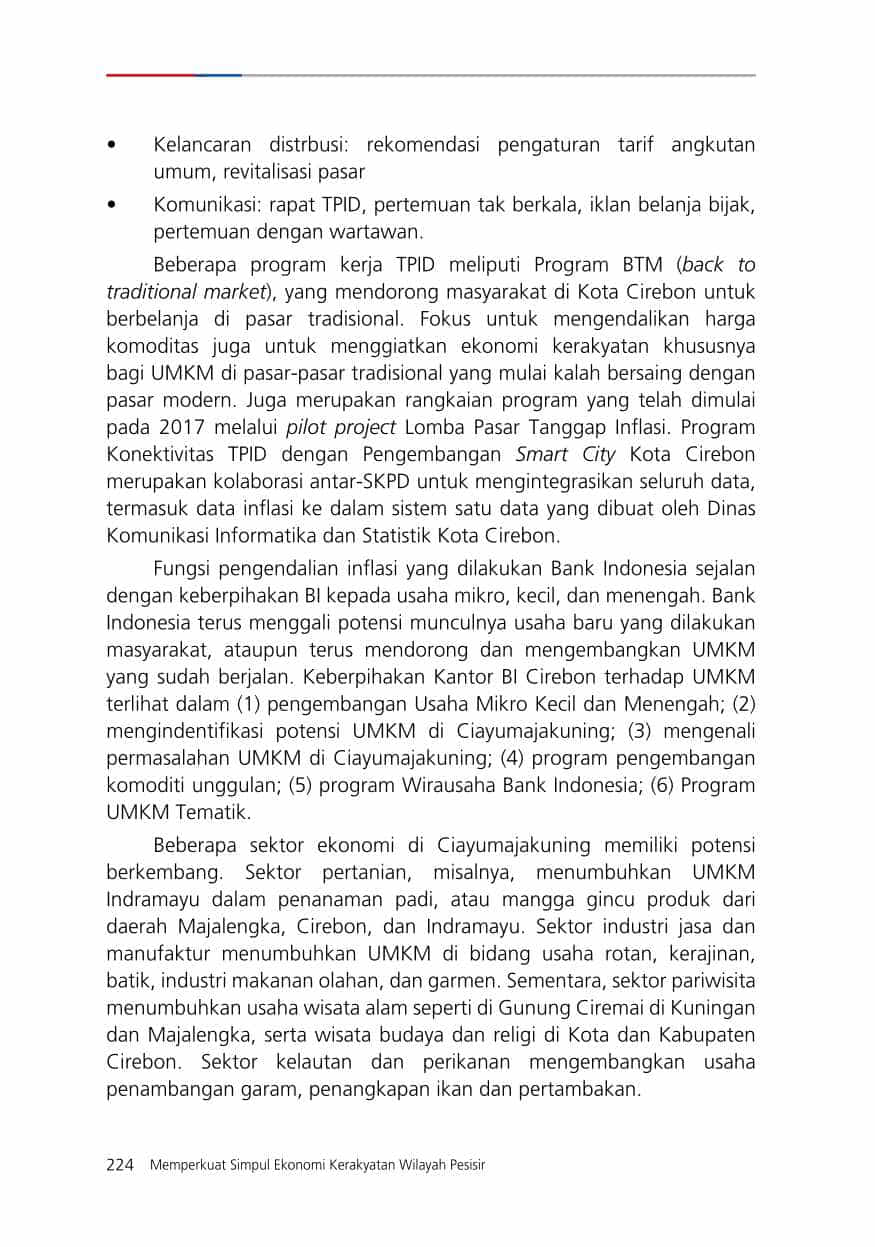 • Kelancaran distrbusi: rekomendasi pengaturan tarif angkutan
umum, revitalisasi pasar
• Komunikasi: rapat TPID, pertemuan tak berkala, iklan belanja bijak,
pertemuan dengan wartawan.
Beberapa program kerja TPID meliputi Program BTM (back to
traditional market), yang mendorong masyarakat di Kota Cirebon untuk
berbelanja di pasar tradisional. Fokus untuk mengendalikan harga
komoditas juga untuk menggiatkan ekonomi kerakyatan khususnya
bagi UMKM di pasar-pasar tradisional yang mulai kalah bersaing dengan
pasar modern. Juga merupakan rangkaian program yang telah dimulai
pada 2017 melalui pilot project Lomba Pasar Tanggap Inflasi. Program
Konektivitas TPID dengan Pengembangan Smart City Kota Cirebon
merupakan kolaborasi antar-SKPD untuk mengintegrasikan seluruh data,
termasuk data inflasi ke dalam sistem satu data yang dibuat oleh Dinas
Komunikasi Informatika dan Statistik Kota Cirebon.
Fungsi pengendalian inflasi yang dilakukan Bank Indonesia sejalan
dengan keberpihakan BI kepada usaha mikro, kecil, dan menengah. Bank
Indonesia terus menggali potensi munculnya usaha baru yang dilakukan
masyarakat, ataupun terus mendorong dan mengembangkan UMKM
yang sudah berjalan. Keberpihakan Kantor BI Cirebon terhadap UMKM
terlihat dalam (1) pengembangan Usaha Mikro Kecil dan Menengah; (2)
mengindentifikasi potensi UMKM di Ciayumajakuning; (3) mengenali
permasalahan UMKM di Ciayumajakuning; (4) program pengembangan
komoditi unggulan; (5) program Wirausaha Bank Indonesia; (6) Program
UMKM Tematik.
Beberapa sektor ekonomi di Ciayumajakuning memiliki potensi
berkembang. Sektor pertanian, misalnya, menumbuhkan UMKM
Indramayu dalam penanaman padi, atau mangga gincu produk dari
daerah Majalengka, Cirebon, dan Indramayu. Sektor industri jasa dan
manufaktur menumbuhkan UMKM di bidang usaha rotan, kerajinan,
batik, industri makanan olahan, dan garmen. Sementara, sektor pariwisita
menumbuhkan usaha wisata alam seperti di Gunung Ciremai di Kuningan
dan Majalengka, serta wisata budaya dan religi di Kota dan Kabupaten
Cirebon. Sektor kelautan dan perikanan mengembangkan usaha
penambangan garam, penangkapan ikan dan pertambakan.
224 Memperkuat Simpul Ekonomi Kerakyatan Wilayah Pesisir